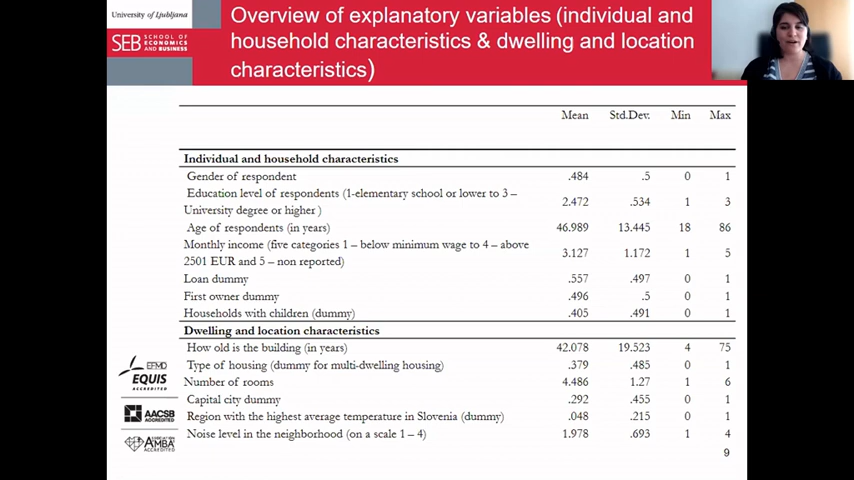 University of Ljubljana
SEB SCHOOL OF ECONOMICS AND BUSINESS
Overview of explanatory variables (individual and
household characteristics & dwelling and location
characteristics)
Mean Std.Dev. Min Max
Individual and household characteristics
Gender of respondent .484 .5 0 1
Education level of respondents (1-elementary school or lower to 3 –
University degree or higher ) 2.472 .534 1 3
Age of respondents (in years) 46.989 13.445 18 86
Monthly income (five categories 1 – below minimum wage to 4 – above
2501 EUR and 5 – non reported) 3.127 1.172 1 5
Loan dummy .557 .497 0 1
First owner dummy .496 .5 0 1
Households with children (dummy) .405 .491 0 1
Dwelling and location characteristics
How old is the building (in years) 42.078 19.523 4 75
Type of housing (dummy for multi-dwelling housing) .379 .485 0 1
Number of rooms 4.486 1.27 1 6
Capital city dummy .292 .455 0 1
Region with the highest average temperature in Slovenia (dummy) .048 .215 0 1
Noise level in the neighborhood (on a scale 1 – 4) 1.978 .693 1 4
EFMD
EQUIS
ACCREDITED
AACSB
ACCREDITED
ASSOCIATION
AMBA
ACCREDITED
9